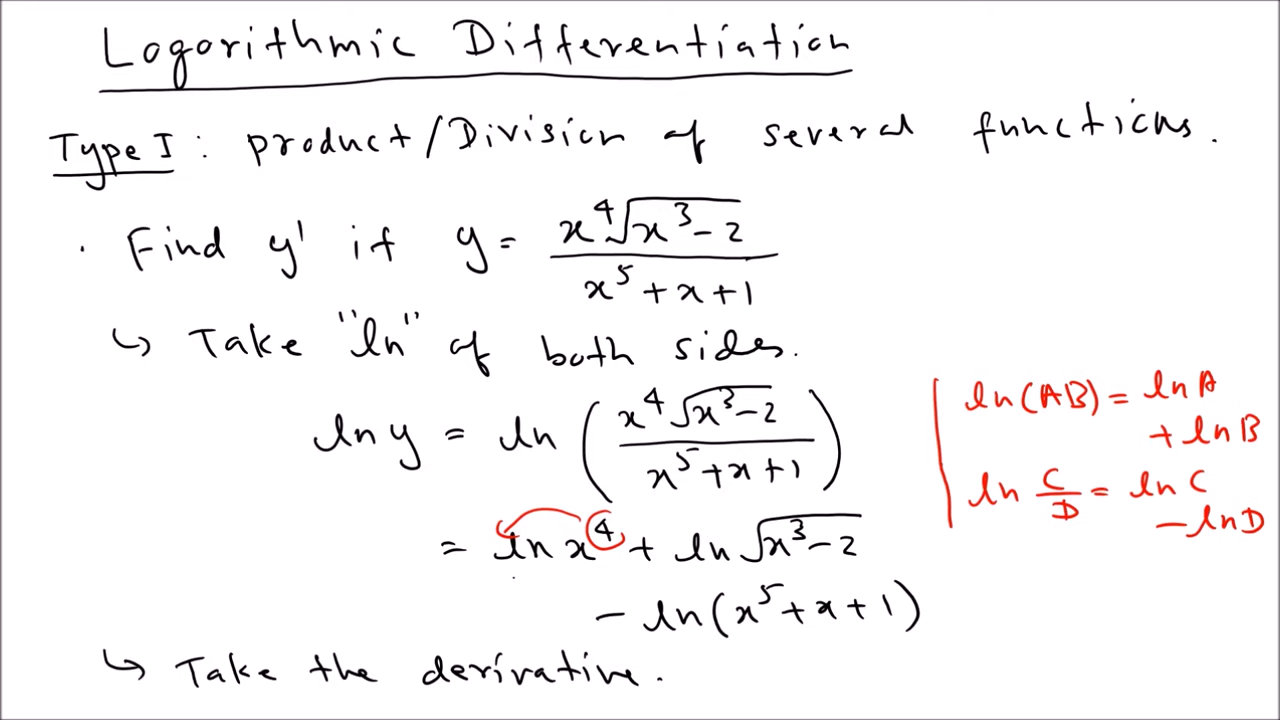 Logorithmic Differentiation
Type I : product/Division of several functions.
· Find y' if y = x⁴√(x³-2) / (x⁵+x+1)
↳ Take "ln" of both sides.
ln y = ln ( x⁴√(x³-2) / (x⁵+x+1) )
= ln x⁴ + ln √(x³-2)
- ln(x⁵+x+1)
↳ Take the derivative.
ln(AB) = ln A
+ ln B
ln C/D = ln C
- ln D